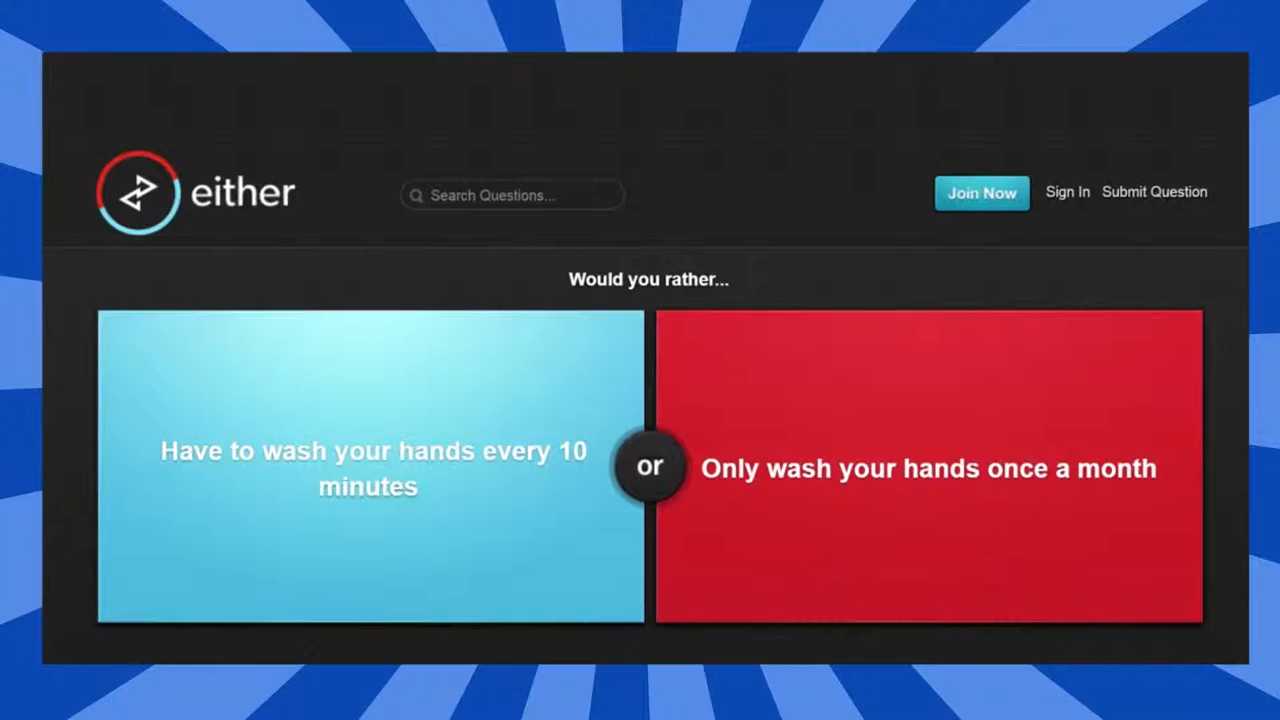 either
Search Questions...
Join Now
Sign In
Submit Question
Would you rather...
Have to wash your hands every 10
minutes
or
Only wash your hands once a month